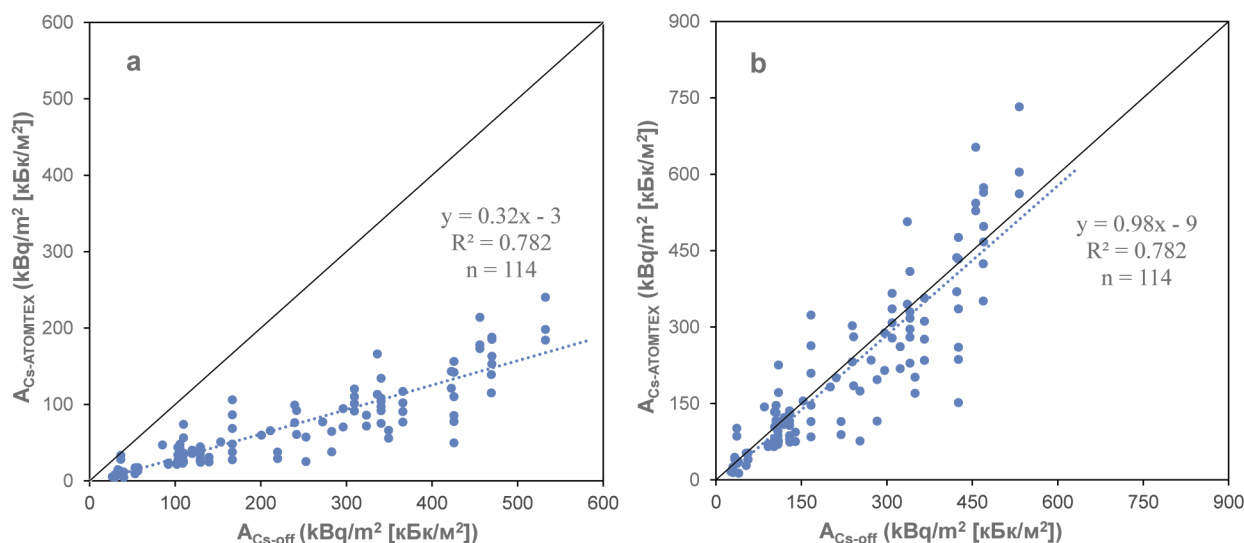 a
600
500
400
300
200
100
0
A_Cs-ATOMTEX (kBq/m² [кБк/м²])
y = 0.32x - 3
R² = 0.782
n = 114
0 100 200 300 400 500 600
A_Cs-off (kBq/m² [кБк/м²])
b
900
750
600
450
300
150
0
A_Cs-ATOMTEX (kBq/m² [кБк/м²])
y = 0.98x - 9
R² = 0.782
n = 114
0 150 300 450 600 750 900
A_Cs-off (kBq/m² [кБк/м²])